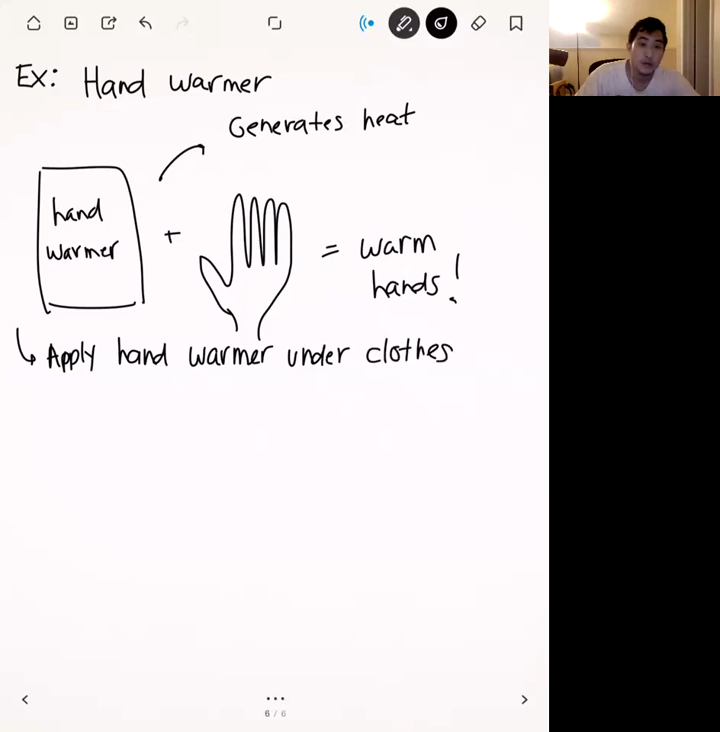 Ex: Hand warmer
Generates heat
hand
warmer
+
= warm
hands!
↳ Apply hand warmer under clothes
6 / 6